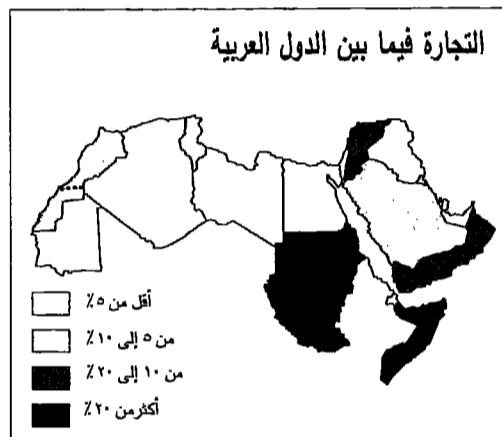 التجارة فيما بين الدول العربية
أقل من ٥٪
من ٥ إلى ١٠٪
من ١٠ إلى ٢٠٪
أكثر من ٢٠٪